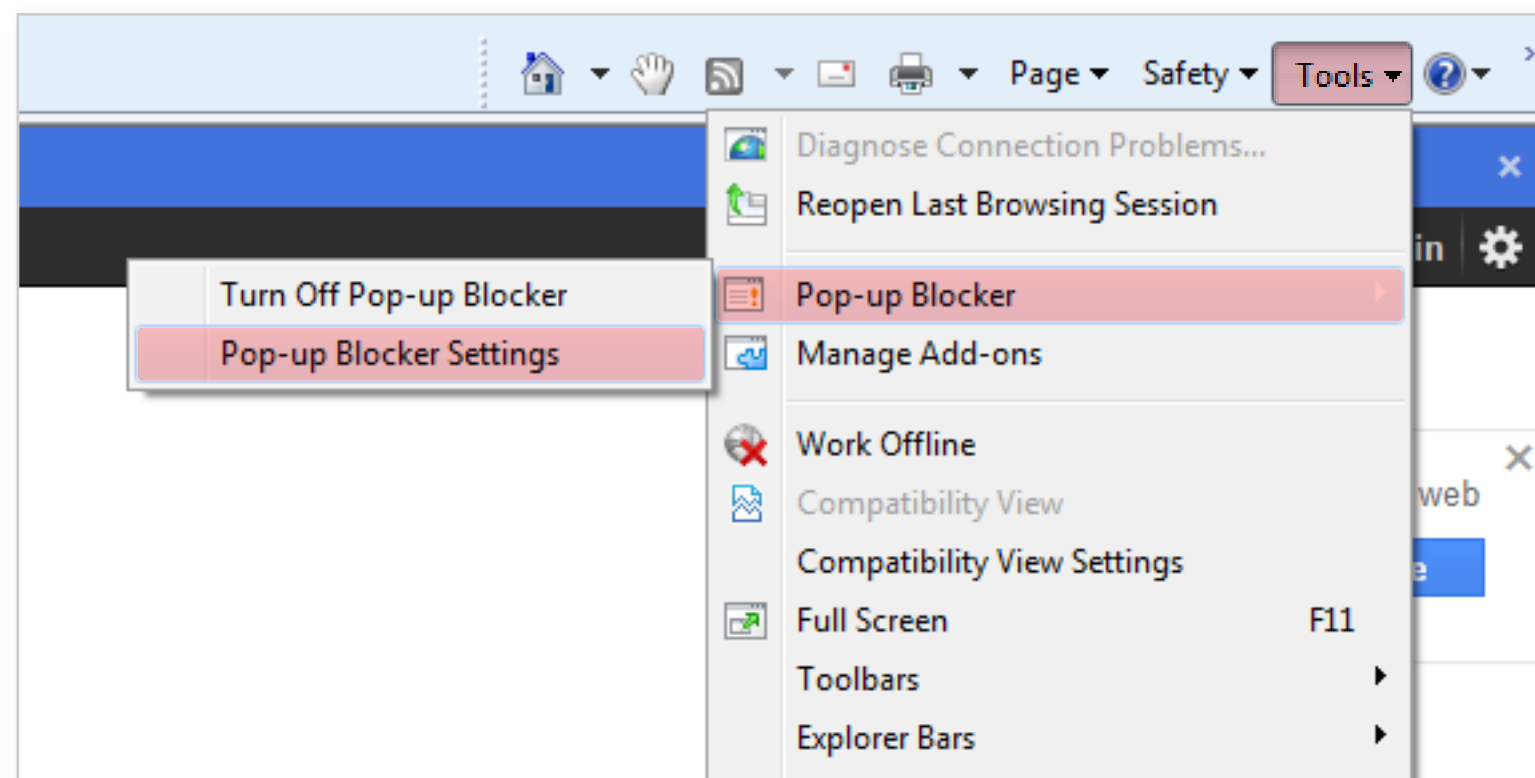 Page Safety Tools
Diagnose Connection Problems...
Reopen Last Browsing Session
in
Turn Off Pop-up Blocker
Pop-up Blocker Settings
Pop-up Blocker
Manage Add-ons
Work Offline
Compatibility View
web
Compatibility View Settings
e
Full Screen F11
Toolbars
Explorer Bars